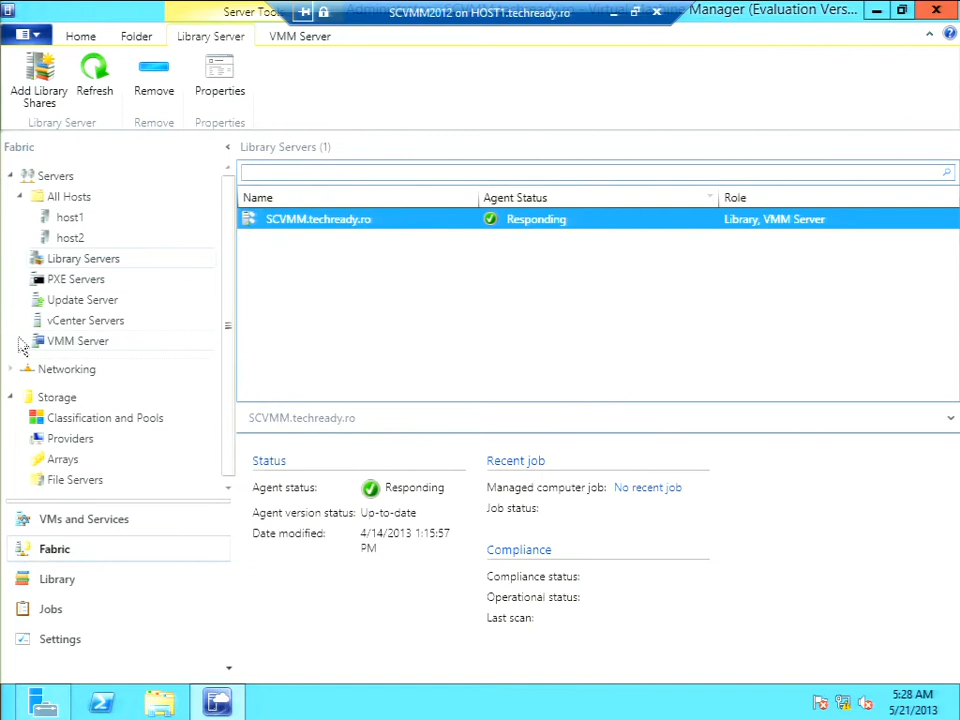 Server Tools
SCVMM2012 on HOST1.techready.ro
Manager (Evaluation Vers...
Home
Folder
Library Server
VMM Server
Add Library
Shares
Refresh
Remove
Properties
Library Server
Remove
Properties
Fabric
Library Servers (1)
Servers
All Hosts
host1
host2
Library Servers
PXE Servers
Update Server
vCenter Servers
VMM Server
Networking
Storage
Classification and Pools
Providers
Arrays
File Servers
Name
Agent Status
Role
SCVMM.techready.ro
Responding
Library, VMM Server
SCVMM.techready.ro
Status
Agent status:
Responding
Agent version status: Up-to-date
Date modified:
4/14/2013 1:15:57
PM
Recent job
Managed computer job: No recent job
Job status:
Compliance
Compliance status:
Operational status:
Last scan:
VMs and Services
Fabric
Library
Jobs
Settings
5:28 AM
5/21/2013